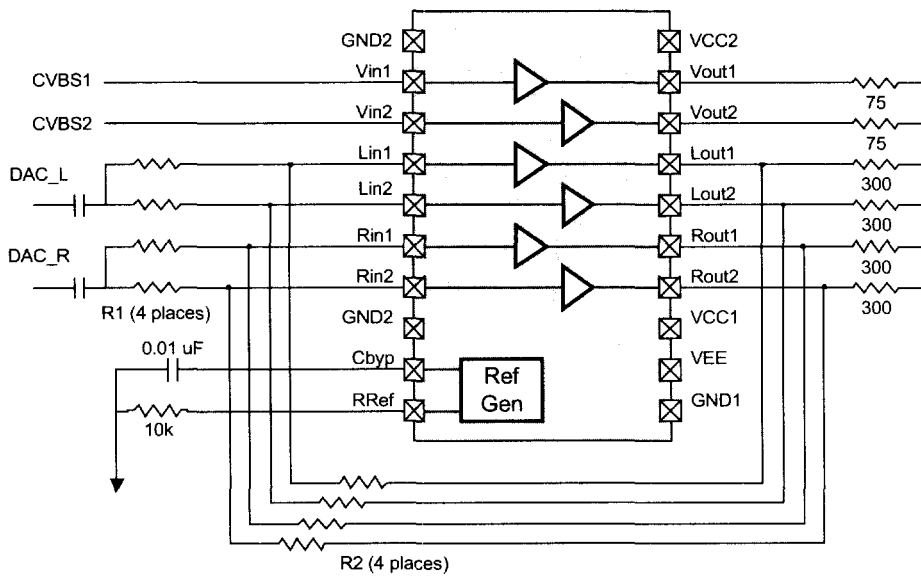 GND2
VCC2
CVBS1
Vin1
Vout1
75
CVBS2
Vin2
Vout2
75
DAC_L
Lin1
Lout1
300
Lin2
Lout2
300
DAC_R
Rin1
Rout1
300
Rin2
Rout2
300
R1 (4 places)
GND2
VCC1
0.01 uF
Cbyp
VEE
Ref
Gen
RRef
GND1
10k
R2 (4 places)